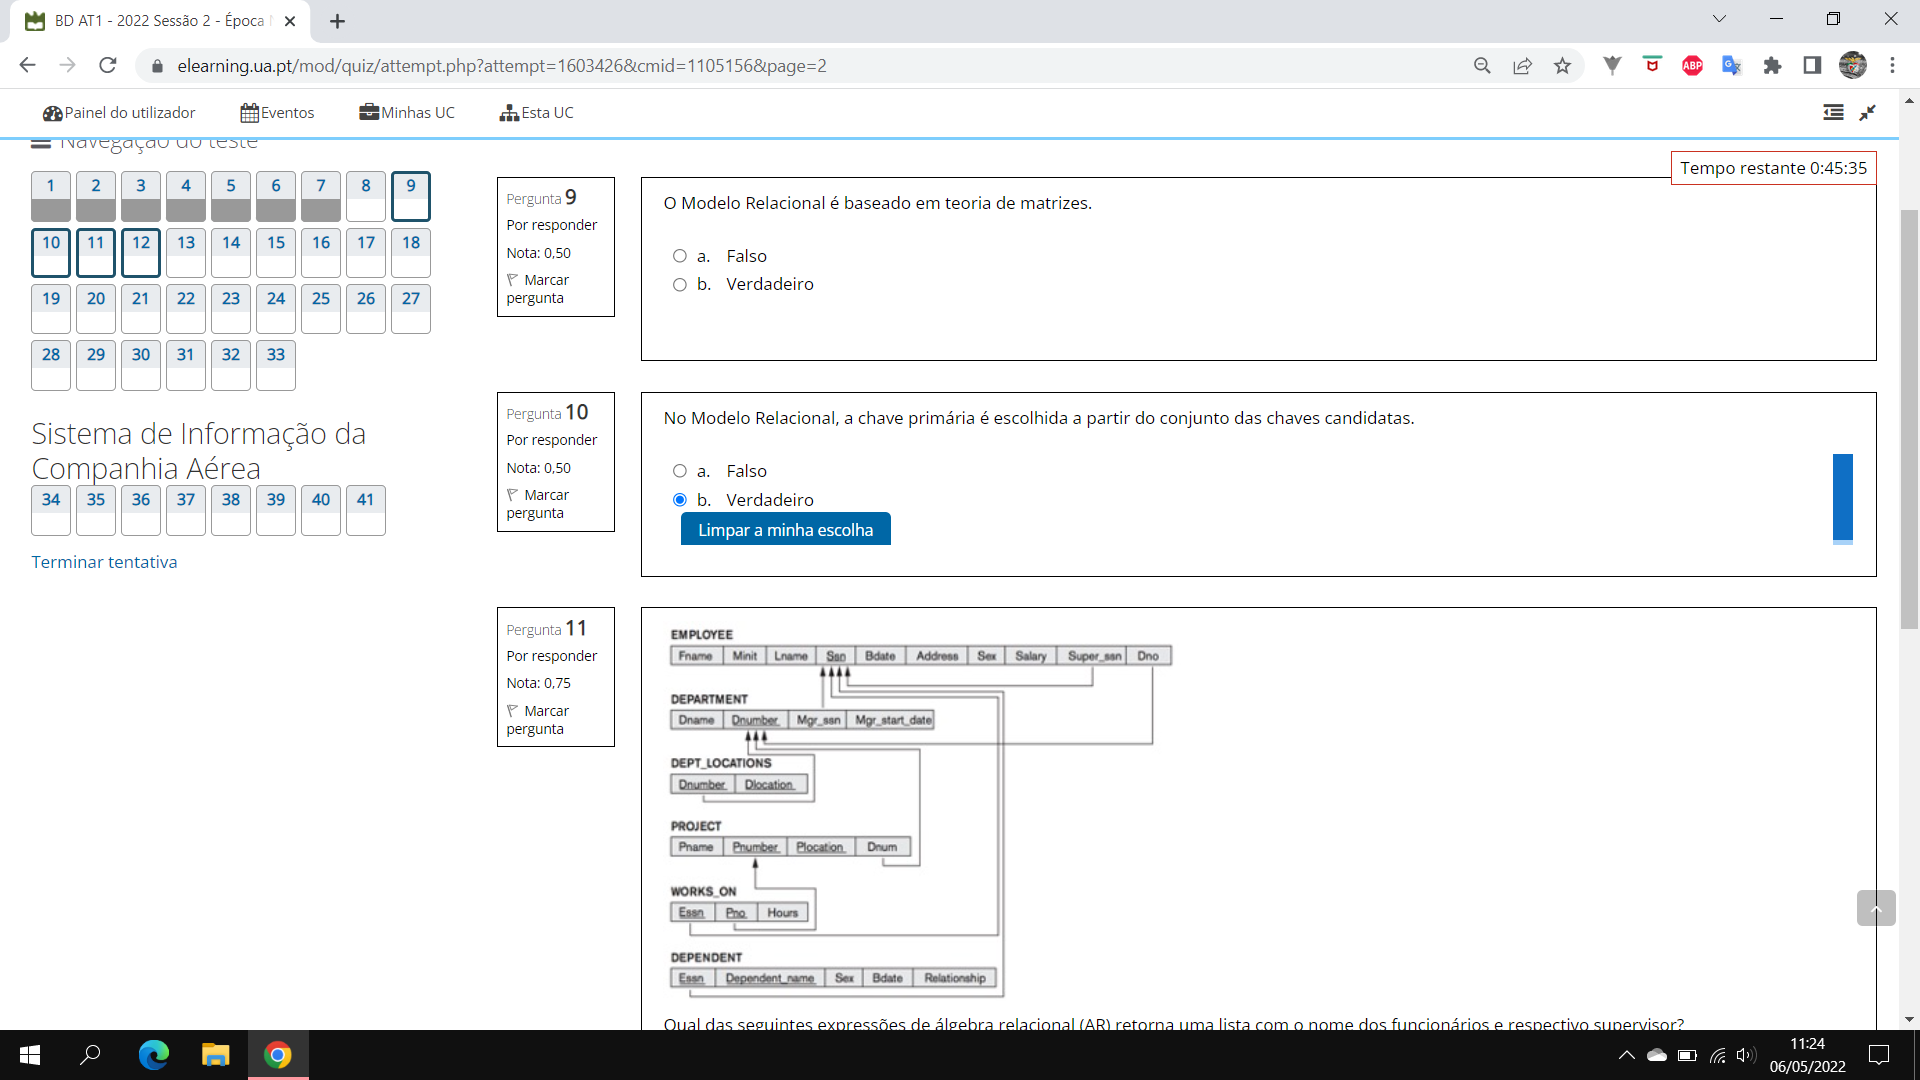 BD AT1 - 2022 Sessão 2 - Época
elearning.ua.pt/mod/quiz/attempt.php?attempt=1603426&cmid=1105156&page=2
ABP
Painel do utilizador
Eventos
Minhas UC
Esta UC
Navegação do teste
Tempo restante 0:45:35
1 2 3 4 5 6 7 8 9
10 11 12 13 14 15 16 17 18
19 20 21 22 23 24 25 26 27
28 29 30 31 32 33
Sistema de Informação da
Companhia Aérea
34 35 36 37 38 39 40 41
Terminar tentativa
Pergunta 9
Por responder
Nota: 0,50
Marcar
pergunta
O Modelo Relacional é baseado em teoria de matrizes.
a. Falso
b. Verdadeiro
Pergunta 10
Por responder
Nota: 0,50
Marcar
pergunta
No Modelo Relacional, a chave primária é escolhida a partir do conjunto das chaves candidatas.
a. Falso
b. Verdadeiro
Limpar a minha escolha
Pergunta 11
Por responder
Nota: 0,75
Marcar
pergunta
EMPLOYEE
Fname Minit Lname Ssn Bdate Address Sex Salary Super_ssn Dno
DEPARTMENT
Dname Dnumber Mgr_ssn Mgr_start_date
DEPT_LOCATIONS
Dnumber Dlocation
PROJECT
Pname Pnumber Plocation Dnum
WORKS_ON
Essn Pno Hours
DEPENDENT
Essn Dependent_name Sex Bdate Relationship
Qual das seguintes expressões de álgebra relacional (AR) retorna uma lista com o nome dos funcionários e respectivo supervisor?
11:24
06/05/2022